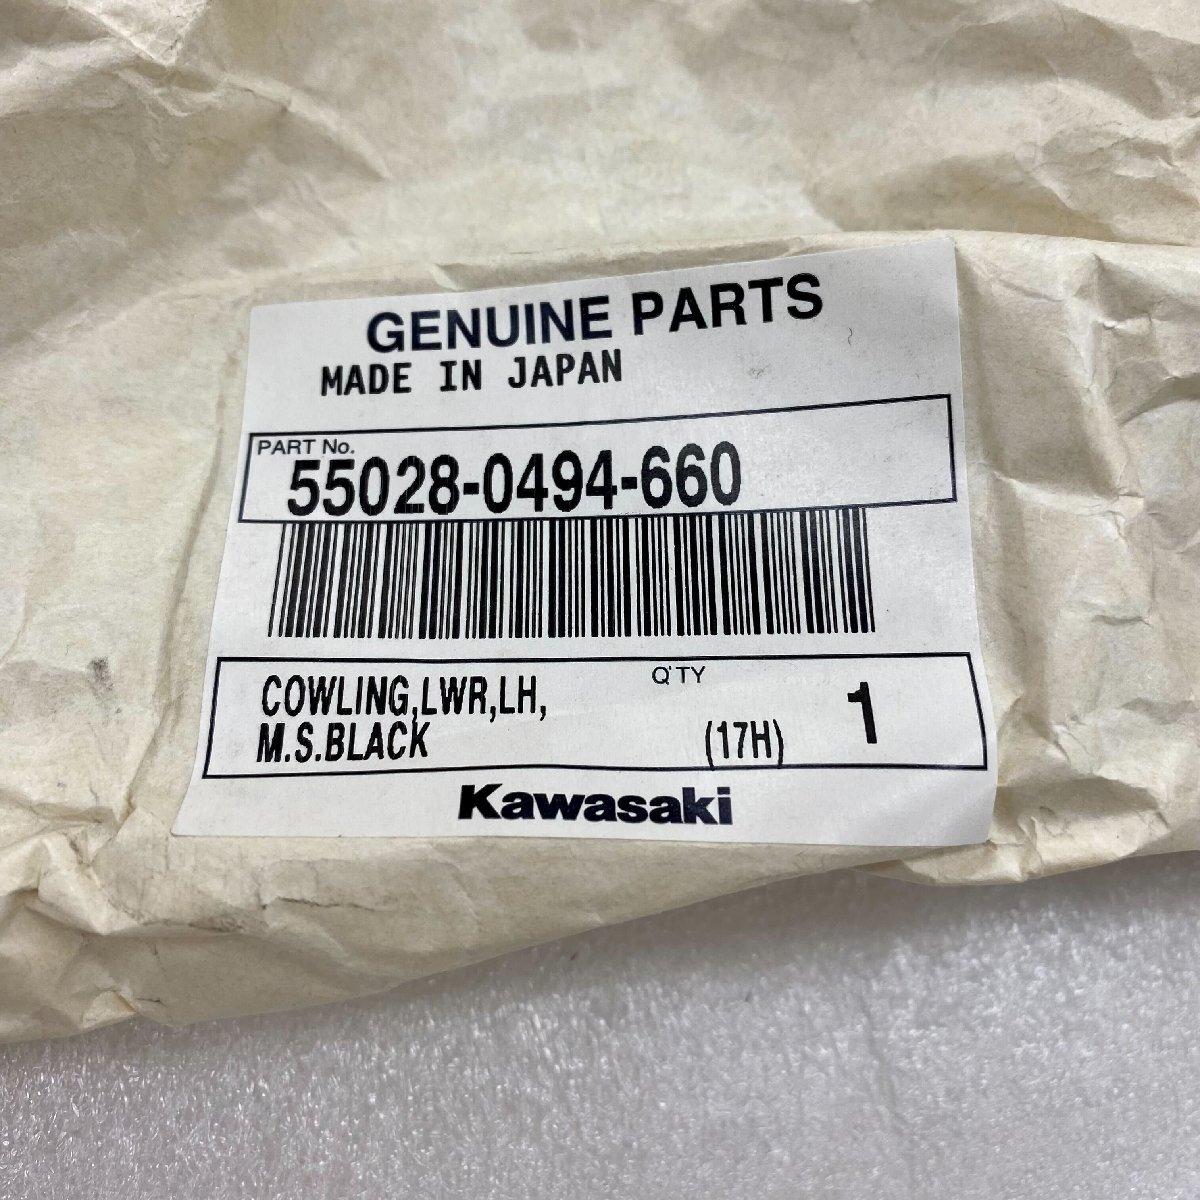 GENUINE PARTS
MADE IN JAPAN
PART No.
55028-0494-660
COWLING,LWR,LH,
M.S.BLACK
Q'TY
(17H) 1
Kawasaki